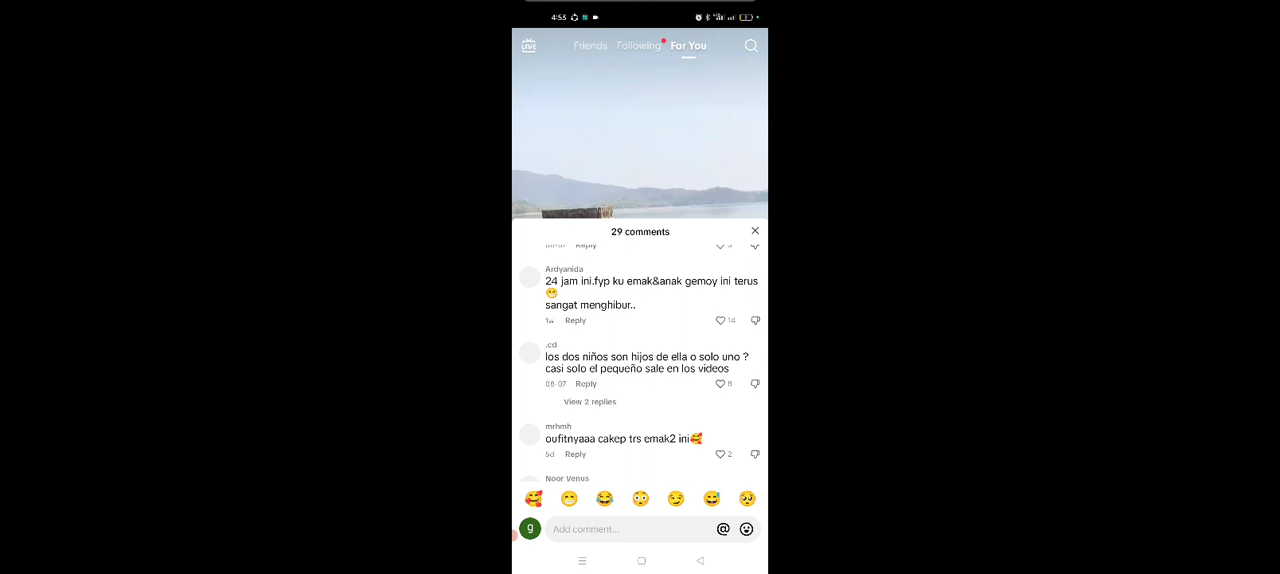 4:53
LIVE
Friends Following For You
29 comments
Reply
Ardyanida
24 jam ini.fyp ku emak&anak gemoy ini terus
😁
sangat menghibur..
1w Reply 14
.cd
los dos niños son hijos de ella o solo uno ?
casi solo el pequeño sale en los videos
08-07 Reply 8
View 2 replies
mrhmh
oufitnyaaa cakep trs emak2 ini🥰
5d Reply 2
Noor Venus
🥰 😁 😂 😳 😏 😅 🥺
g Add comment... @